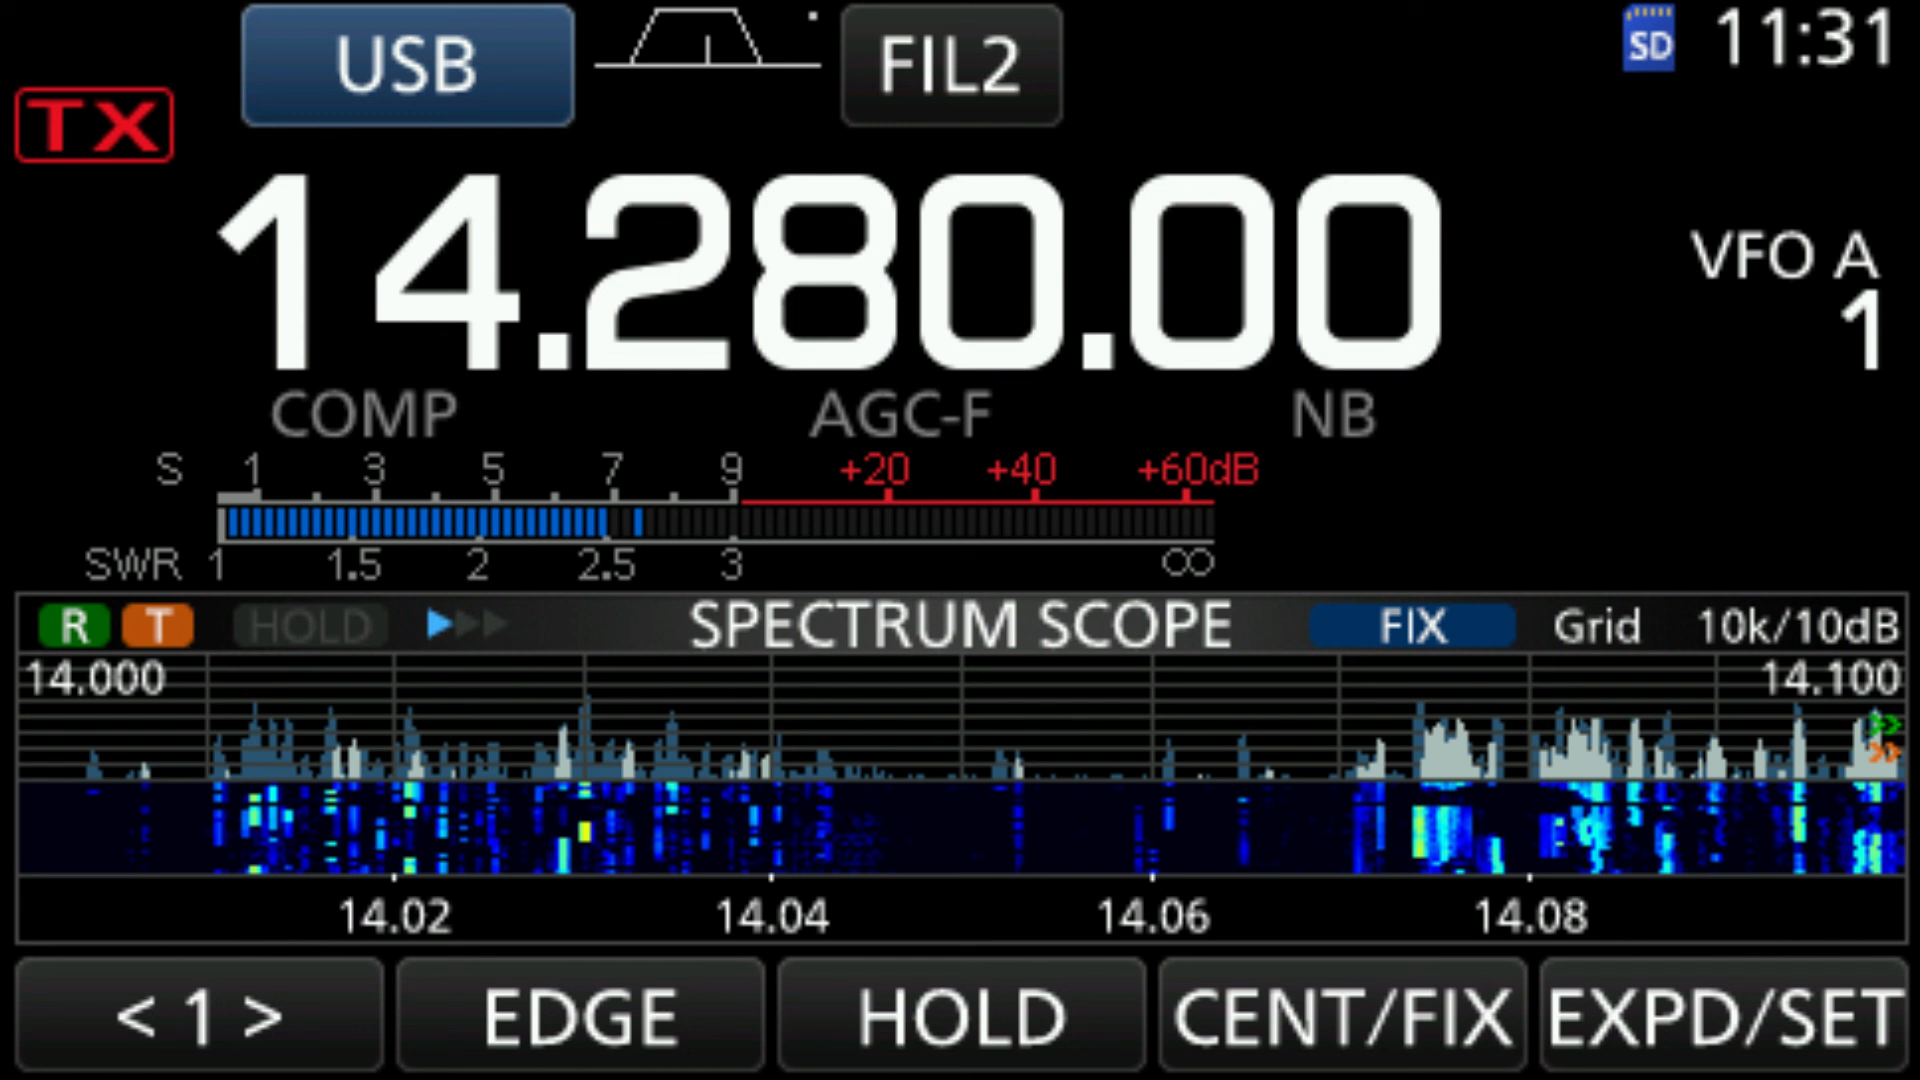 USB FIL2 SD 11:31
TX
14.280.00
VFO A
1
COMP AGC-F NB
S 1 3 5 7 9 +20 +40 +60dB
SWR 1 1.5 2 2.5 3 ∞
R T HOLD SPECTRUM SCOPE FIX Grid 10k/10dB
14.000 14.100
14.02 14.04 14.06 14.08
< 1 > EDGE HOLD CENT/FIX EXPD/SET